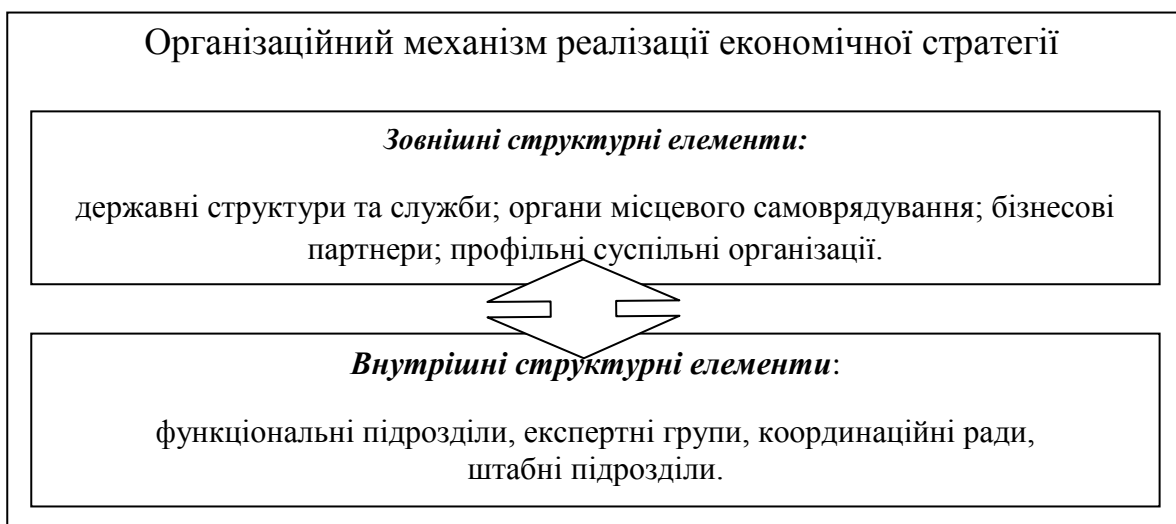 Організаційний механізм реалізації економічної стратегії
Зовнішні структурні елементи:
державні структури та служби; органи місцевого самоврядування; бізнесові
партнери; профільні суспільні організації.
Внутрішні структурні елементи:
функціональні підрозділи, експертні групи, координаційні ради,
штабні підрозділи.